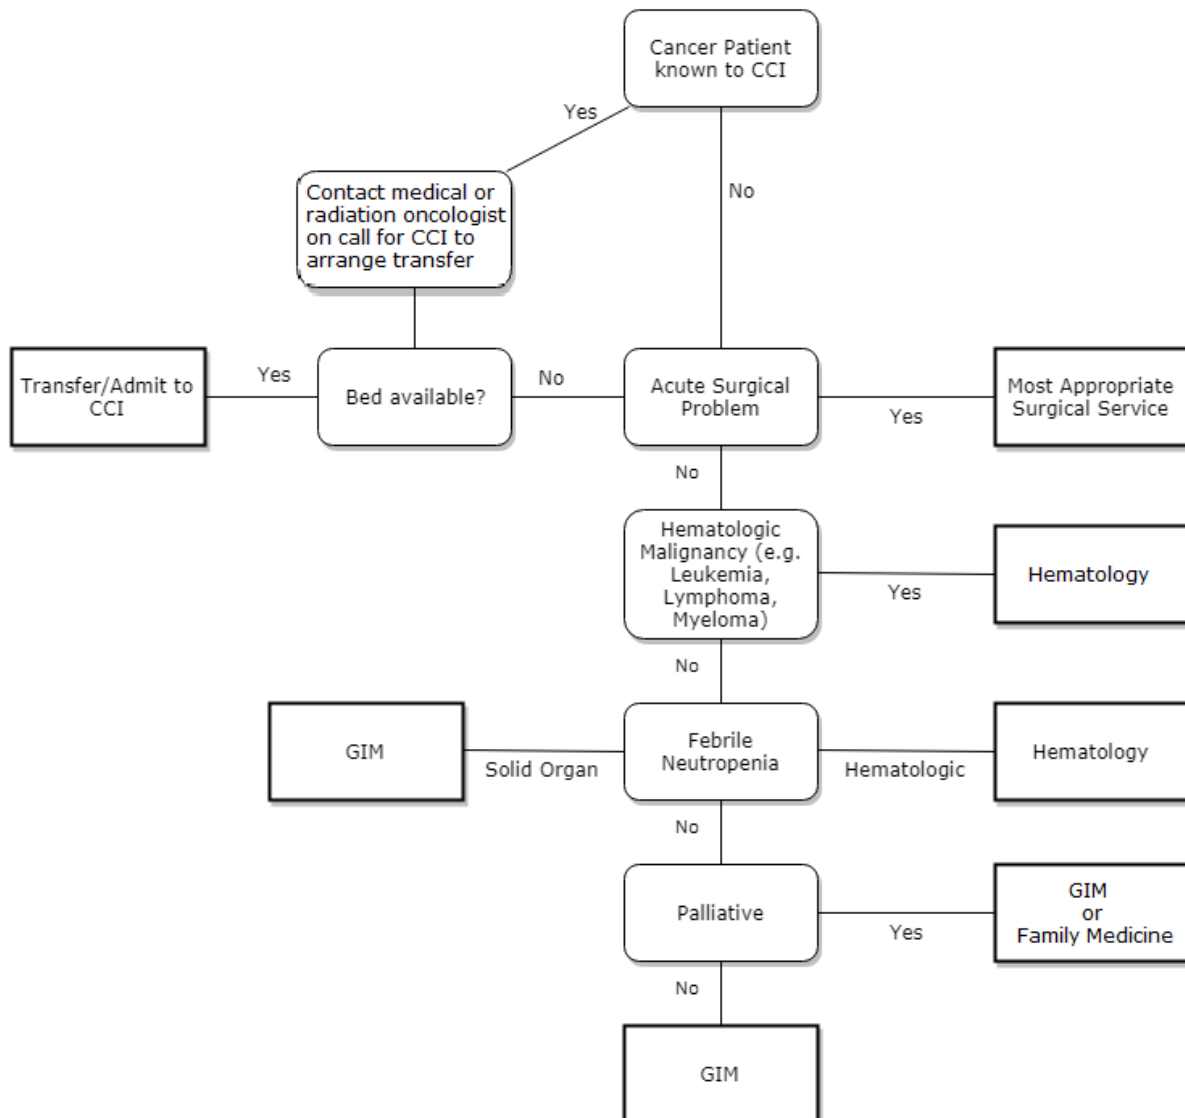 Cancer Patient
known to CCI
Yes
No
Contact medical or
radiation oncologist
on call for CCI to
arrange transfer
Transfer/Admit to
CCI
Yes
Bed available?
No
Acute Surgical
Problem
Yes
Most Appropriate
Surgical Service
No
Hematologic
Malignancy (e.g.
Leukemia,
Lymphoma,
Myeloma)
Yes
Hematology
No
GIM
Solid Organ
Febrile
Neutropenia
Hematologic
Hematology
No
Palliative
Yes
GIM
or
Family Medicine
No
GIM